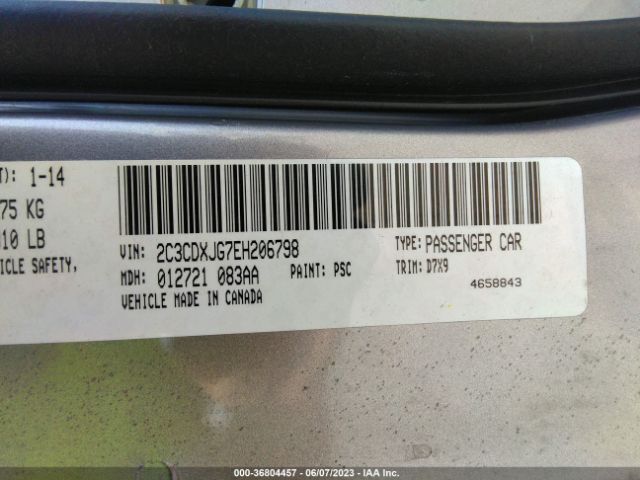 T): 1-14
75 KG
10 LB
ICLE SAFETY,
VIN: 2C3CDXJG7EH206798
TYPE: PASSENGER CAR
MDH: 012721 083AA
PAINT: PSC
TRIM: D7X9
VEHICLE MADE IN CANADA
4658843
000-36804457 - 06/07/2023 - IAA Inc.